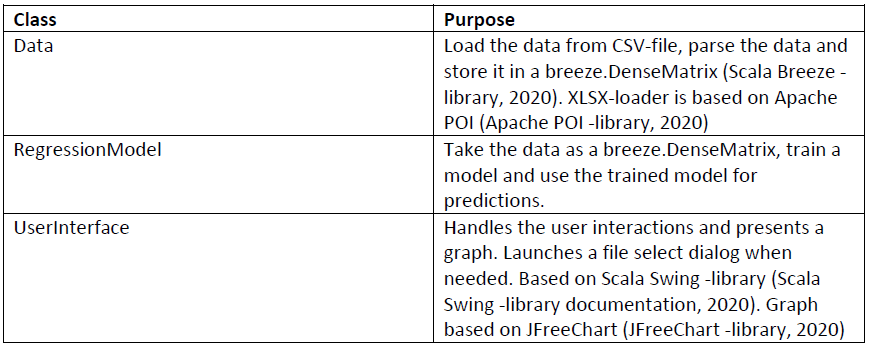 Class Purpose
Data Load the data from CSV-file, parse the data and
store it in a breeze.DenseMatrix (Scala Breeze -
library, 2020). XLSX-loader is based on Apache
POI (Apache POI -library, 2020)
RegressionModel Take the data as a breeze.DenseMatrix, train a
model and use the trained model for
predictions.
UserInterface Handles the user interactions and presents a
graph. Launches a file select dialog when
needed. Based on Scala Swing -library (Scala
Swing -library documentation, 2020). Graph
based on JFreeChart (JFreeChart -library, 2020)